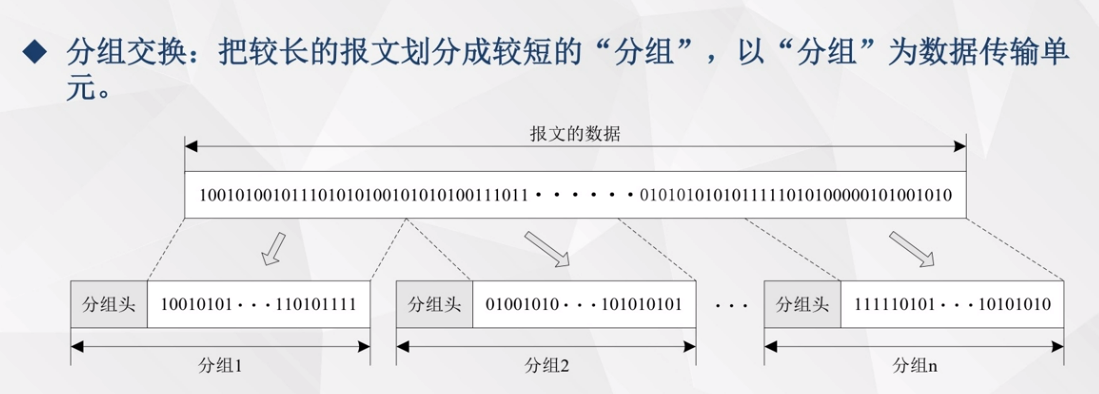 ◆ 分组交换：把较长的报文划分成较短的“分组”，以“分组”为数据传输单
元。
报文的数据
100101001011101010100101010100111011······010101010101111101010000010100101​0
分组头 10010101···110101111 分组头 01001010···101010101 ··· 分组头 111110101···10101010
分组1 分组2 分组n